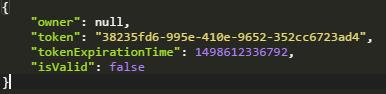 {
"owner": null,
"token": "38235fd6-995e-410e-9652-352cc6723ad4",
"tokenExpirationTime": 1498612336792,
"isValid": false
}